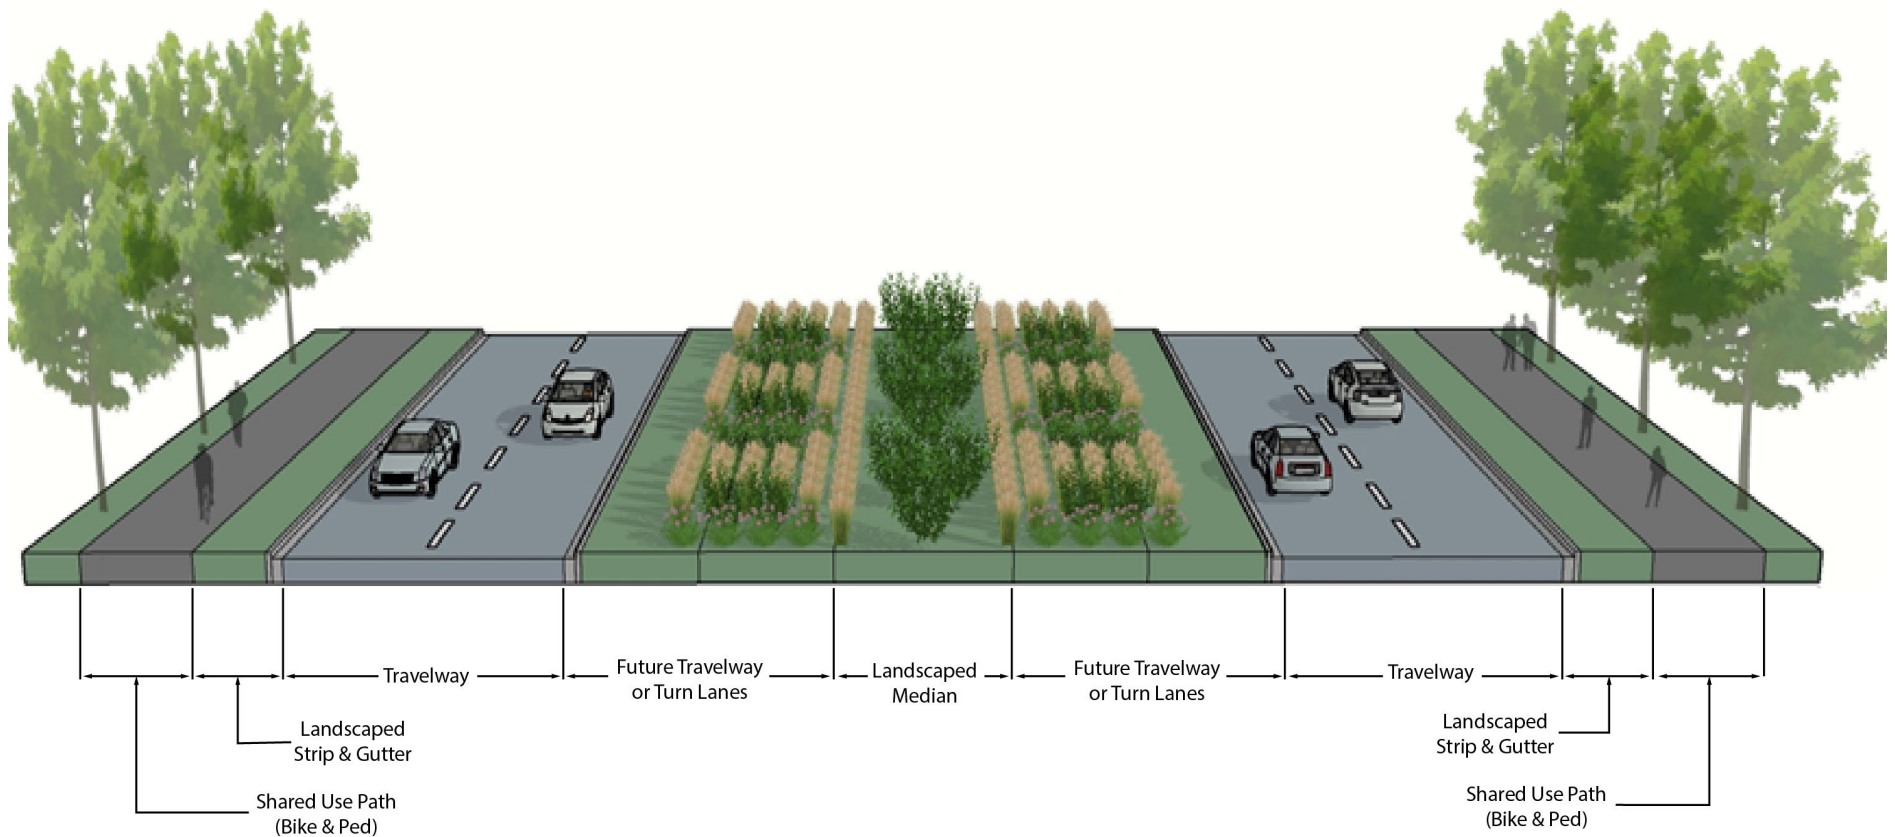 Travelway
Future Travelway
or Turn Lanes
Landscaped
Median
Future Travelway
or Turn Lanes
Travelway
Landscaped
Strip & Gutter
Landscaped
Strip & Gutter
Shared Use Path
(Bike & Ped)
Shared Use Path
(Bike & Ped)